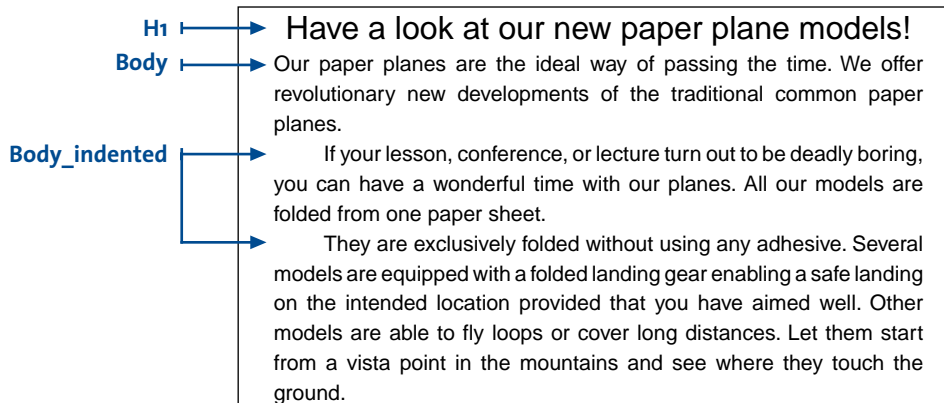 H1
Have a look at our new paper plane models!
Body
Our paper planes are the ideal way of passing the time. We offer
revolutionary new developments of the traditional common paper
planes.
Body_indented
If your lesson, conference, or lecture turn out to be deadly boring,
you can have a wonderful time with our planes. All our models are
folded from one paper sheet.
They are exclusively folded without using any adhesive. Several
models are equipped with a folded landing gear enabling a safe landing
on the intended location provided that you have aimed well. Other
models are able to fly loops or cover long distances. Let them start
from a vista point in the mountains and see where they touch the
ground.